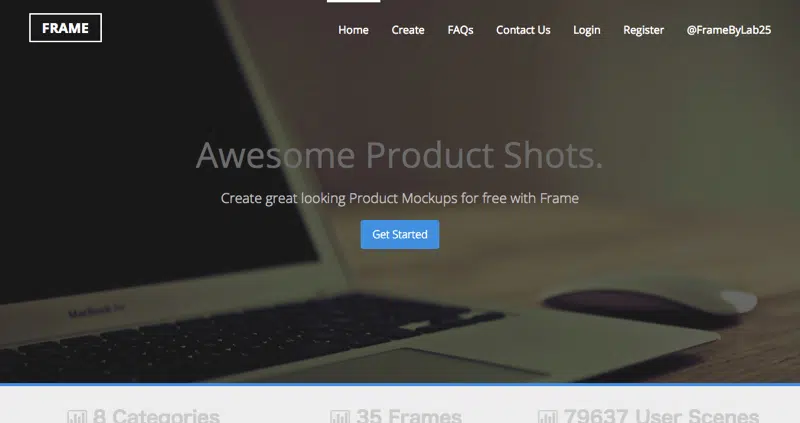 FRAME
Home Create FAQs Contact Us Login Register @FrameByLab25
Awesome Product Shots.
Create great looking Product Mockups for free with Frame
Get Started
MacBook Air
8 Categories 35 Frames 79637 User Scenes